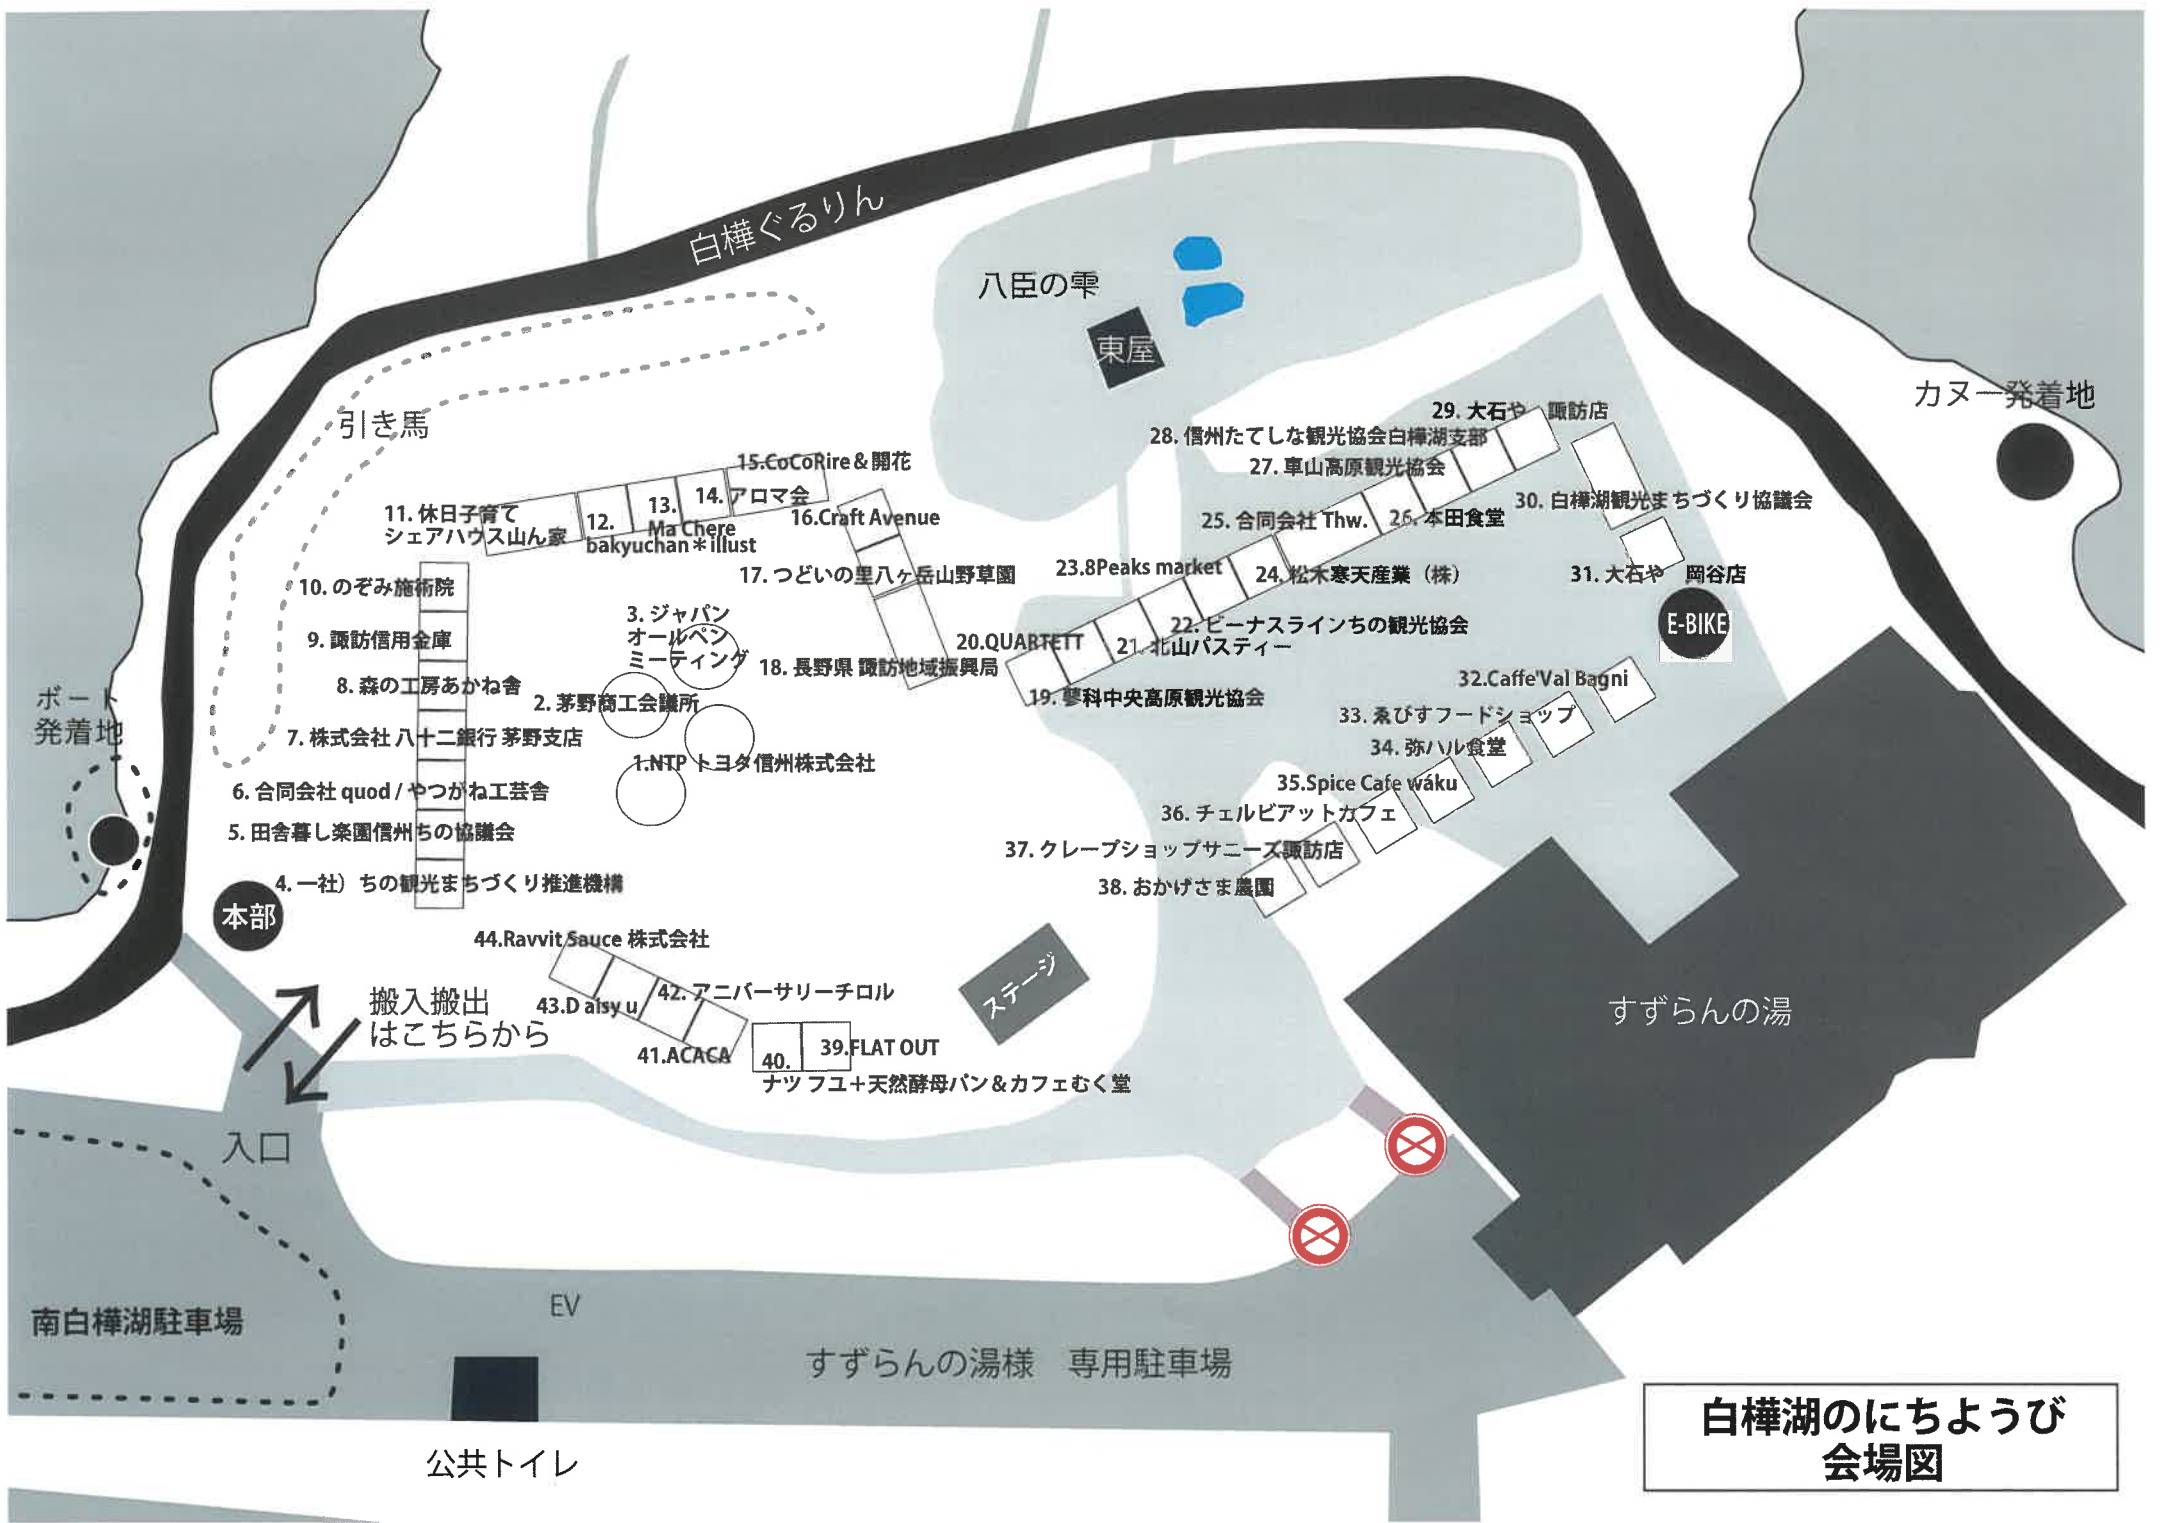 白樺ぐるりん
八臣の雫
東屋
引き馬
カヌー発着地
29. 大石や 諏訪店
28. 信州たてしな観光協会白樺湖支部
27. 車山高原観光協会
15.CoCoRire＆開花
14. アロマ会
13.
Ma Chere
12.
bakyuchan＊illust
11. 休日子育て
シェアハウス山ん家
16.Craft Avenue
25. 合同会社 Thw.
26. 本田食堂
30. 白樺湖観光まちづくり協議会
17. つどいの里八ヶ岳山野草園
23.8Peaks market
24. 松木寒天産業（株）
31. 大石や 岡谷店
10. のぞみ施術院
3. ジャパン
オールペン
ミーティング
9. 諏訪信用金庫
22. ビーナスラインちの観光協会
E-BIKE
20.QUARTETT
21. 北山パスティー
18. 長野県 諏訪地域振興局
8. 森の工房あかね舎
2. 茅野商工会議所
19. 蓼科中央高原観光協会
32.Caffe'Val Bagni
ボート
発着地
7. 株式会社 八十二銀行 茅野支店
33. ゑびすフードショップ
34. 弥ハル食堂
1.NTP トヨタ信州株式会社
6. 合同会社 quod / やつがね工芸舎
35.Spice Cafe wáku
36. チェルビアットカフェ
5. 田舎暮し楽園信州ちの協議会
37. クレープショップサニーズ諏訪店
4. 一社）ちの観光まちづくり推進機構
38. おかげさま農園
本部
44.Ravvit Sauce 株式会社
43.D aisy u
42. アニバーサリーチロル
41.ACACA
40.
39.FLAT OUT
ナツ フユ＋天然酵母パン＆カフェむく堂
ステージ
搬入搬出
はこちらから
すずらんの湯
入口
EV
南白樺湖駐車場
すずらんの湯様 専用駐車場
公共トイレ
白樺湖のにちようび
会場図